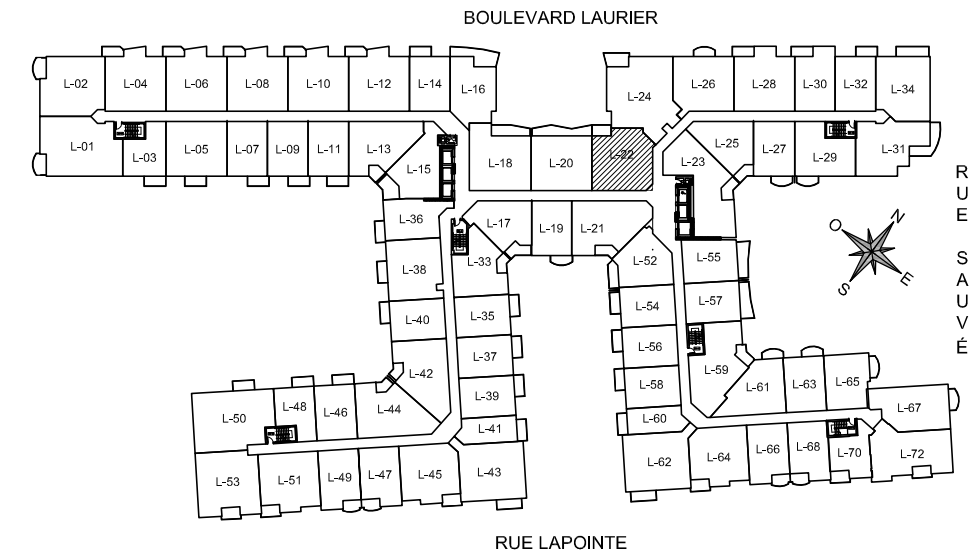 BOULEVARD LAURIER
L-02 L-04 L-06 L-08 L-10 L-12 L-14 L-16 L-24 L-26 L-28 L-30 L-32 L-34
L-01 L-03 L-05 L-07 L-09 L-11 L-13 L-15 L-18 L-20 L-22 L-23 L-25 L-27 L-29 L-31
L-36 L-17 L-19 L-21
L-38 L-33 L-52 L-55
L-40 L-35 L-54 L-57
L-42 L-37 L-56 L-59
L-39 L-58 L-61 L-63 L-65
L-50 L-48 L-46 L-44 L-41 L-60 L-67
L-53 L-51 L-49 L-47 L-45 L-43 L-62 L-64 L-66 L-68 L-70 L-72
RUE SAUVÉ
O N
S E
RUE LAPOINTE